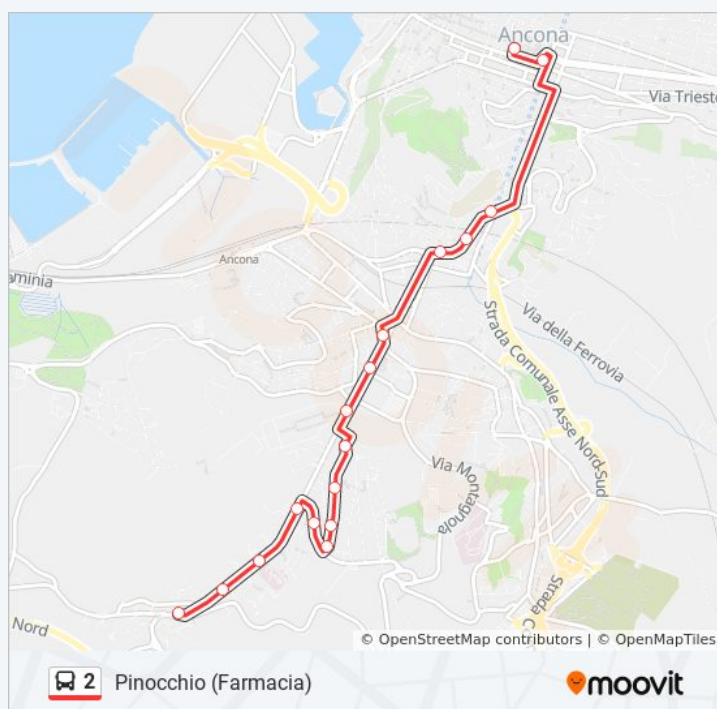 Ancona
Via Trieste
Ancona
aminia
Via della Ferrovia
Strada Comunale Asse Nord-Sud
Via Montagnola
Strada C
Nord
© OpenStreetMap contributors | © OpenMapTiles
2 Pinocchio (Farmacia)
moovit